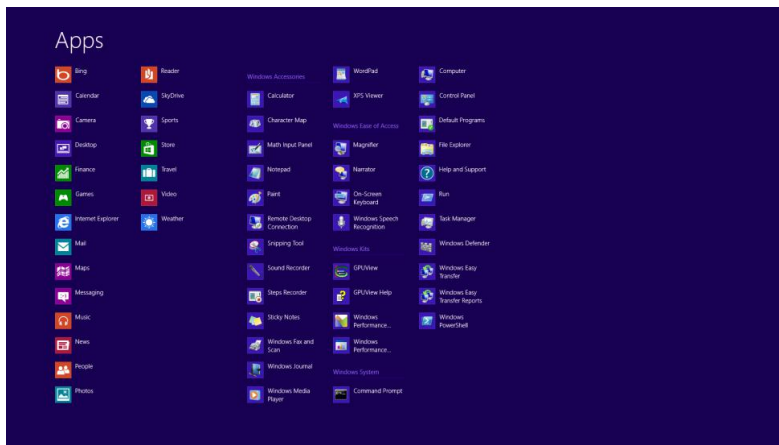 Apps
Bing
Calendar
Camera
Desktop
Finance
Games
Internet Explorer
Mail
Maps
Messaging
Music
News
People
Photos
Reader
SkyDrive
Sports
Store
Travel
Video
Weather
Windows Accessories
Calculator
Character Map
Math Input Panel
Notepad
Paint
Remote Desktop
Connection
Snipping Tool
Sound Recorder
Steps Recorder
Sticky Notes
Windows Fax and
Scan
Windows Journal
Windows Media
Player
WordPad
XPS Viewer
Windows Ease of Access
Magnifier
Narrator
On-Screen
Keyboard
Windows Speech
Recognition
Windows Kits
GPUView
GPUView Help
Windows
Performance...
Windows
Performance...
Windows System
Command Prompt
Computer
Control Panel
Default Programs
File Explorer
Help and Support
Run
Task Manager
Windows Defender
Windows Easy
Transfer
Windows Easy
Transfer Reports
Windows
PowerShell